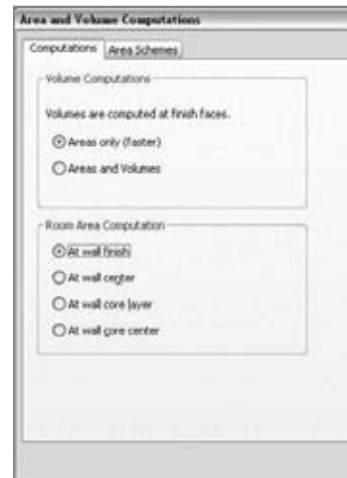 Area and Volume Computations
Computations Area Schemes
Volume Computations
Volumes are computed at finish faces.
Areas only (faster)
Areas and Volumes
Room Area Computation
At wall finish
At wall center
At wall core layer
At wall core center